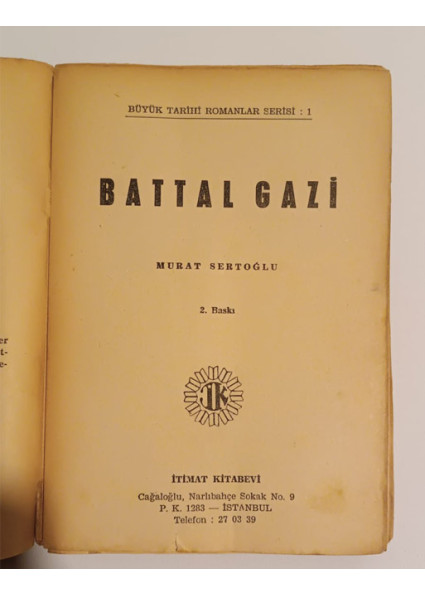 BÜYÜK TARİHİ ROMANLAR SERİSİ : 1
BATTAL GAZİ
MURAT SERTOĞLU
2. Baskı
İK
İTİMAT KİTABEVİ
Cağaloğlu, Narlıbahçe Sokak No. 9
P. K. 1283 — İSTANBUL
Telefon : 27 03 39
er
t-
e-